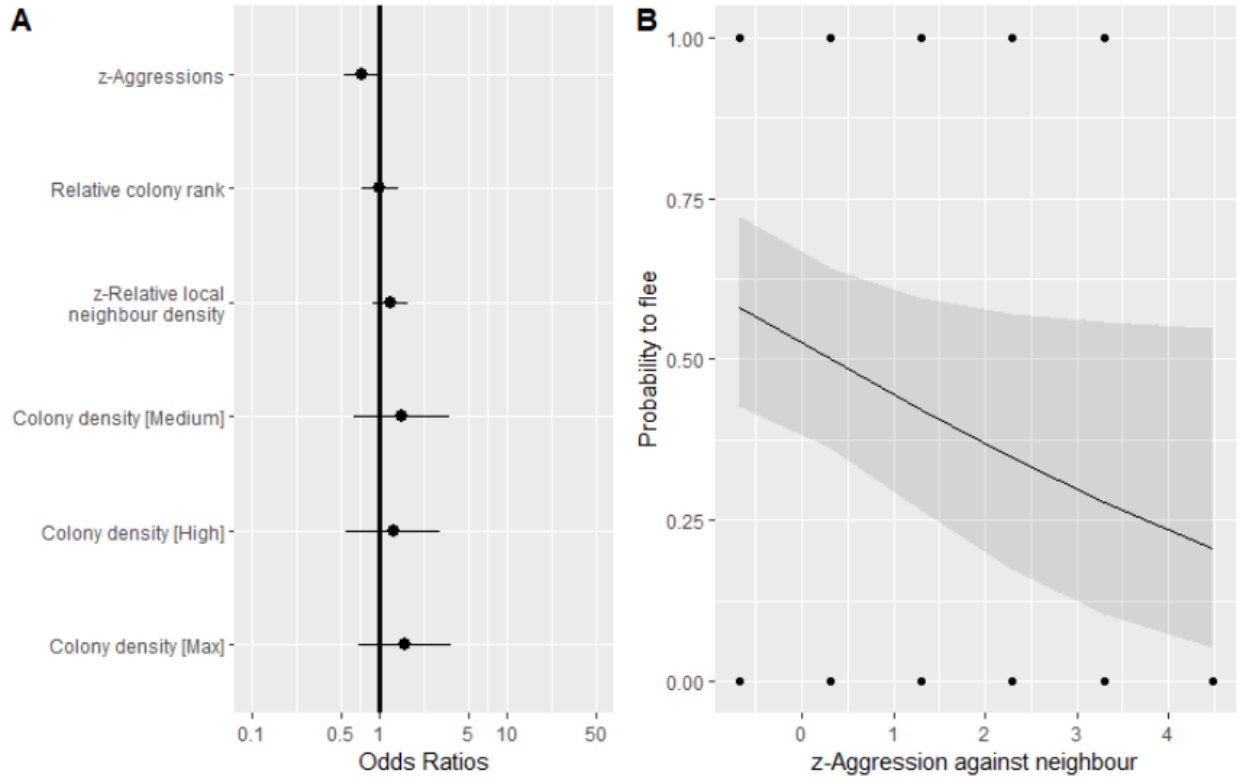 A
z-Aggressions
Relative colony rank
z-Relative local
neighbour density
Colony density [Medium]
Colony density [High]
Colony density [Max]
0.1
0.5
1
5
10
50
Odds Ratios
B
1.00
0.75
0.50
0.25
0.00
Probability to flee
0
1
2
3
4
z-Aggression against neighbour